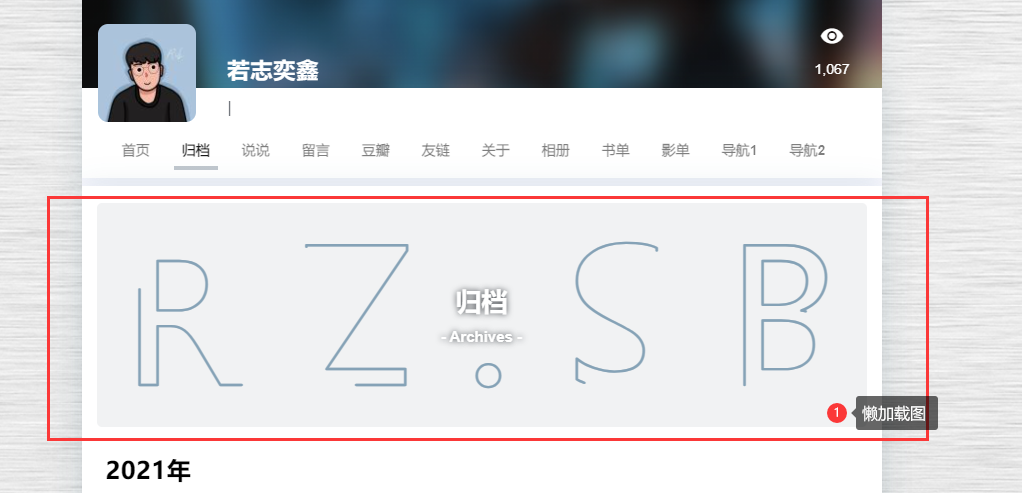 若志奕鑫
1,067
|
首页 归档 说说 留言 豆瓣 友链 关于 相册 书单 影单 导航1 导航2
RZ.SB
归档
- Archives -
1 懒加载图
2021年